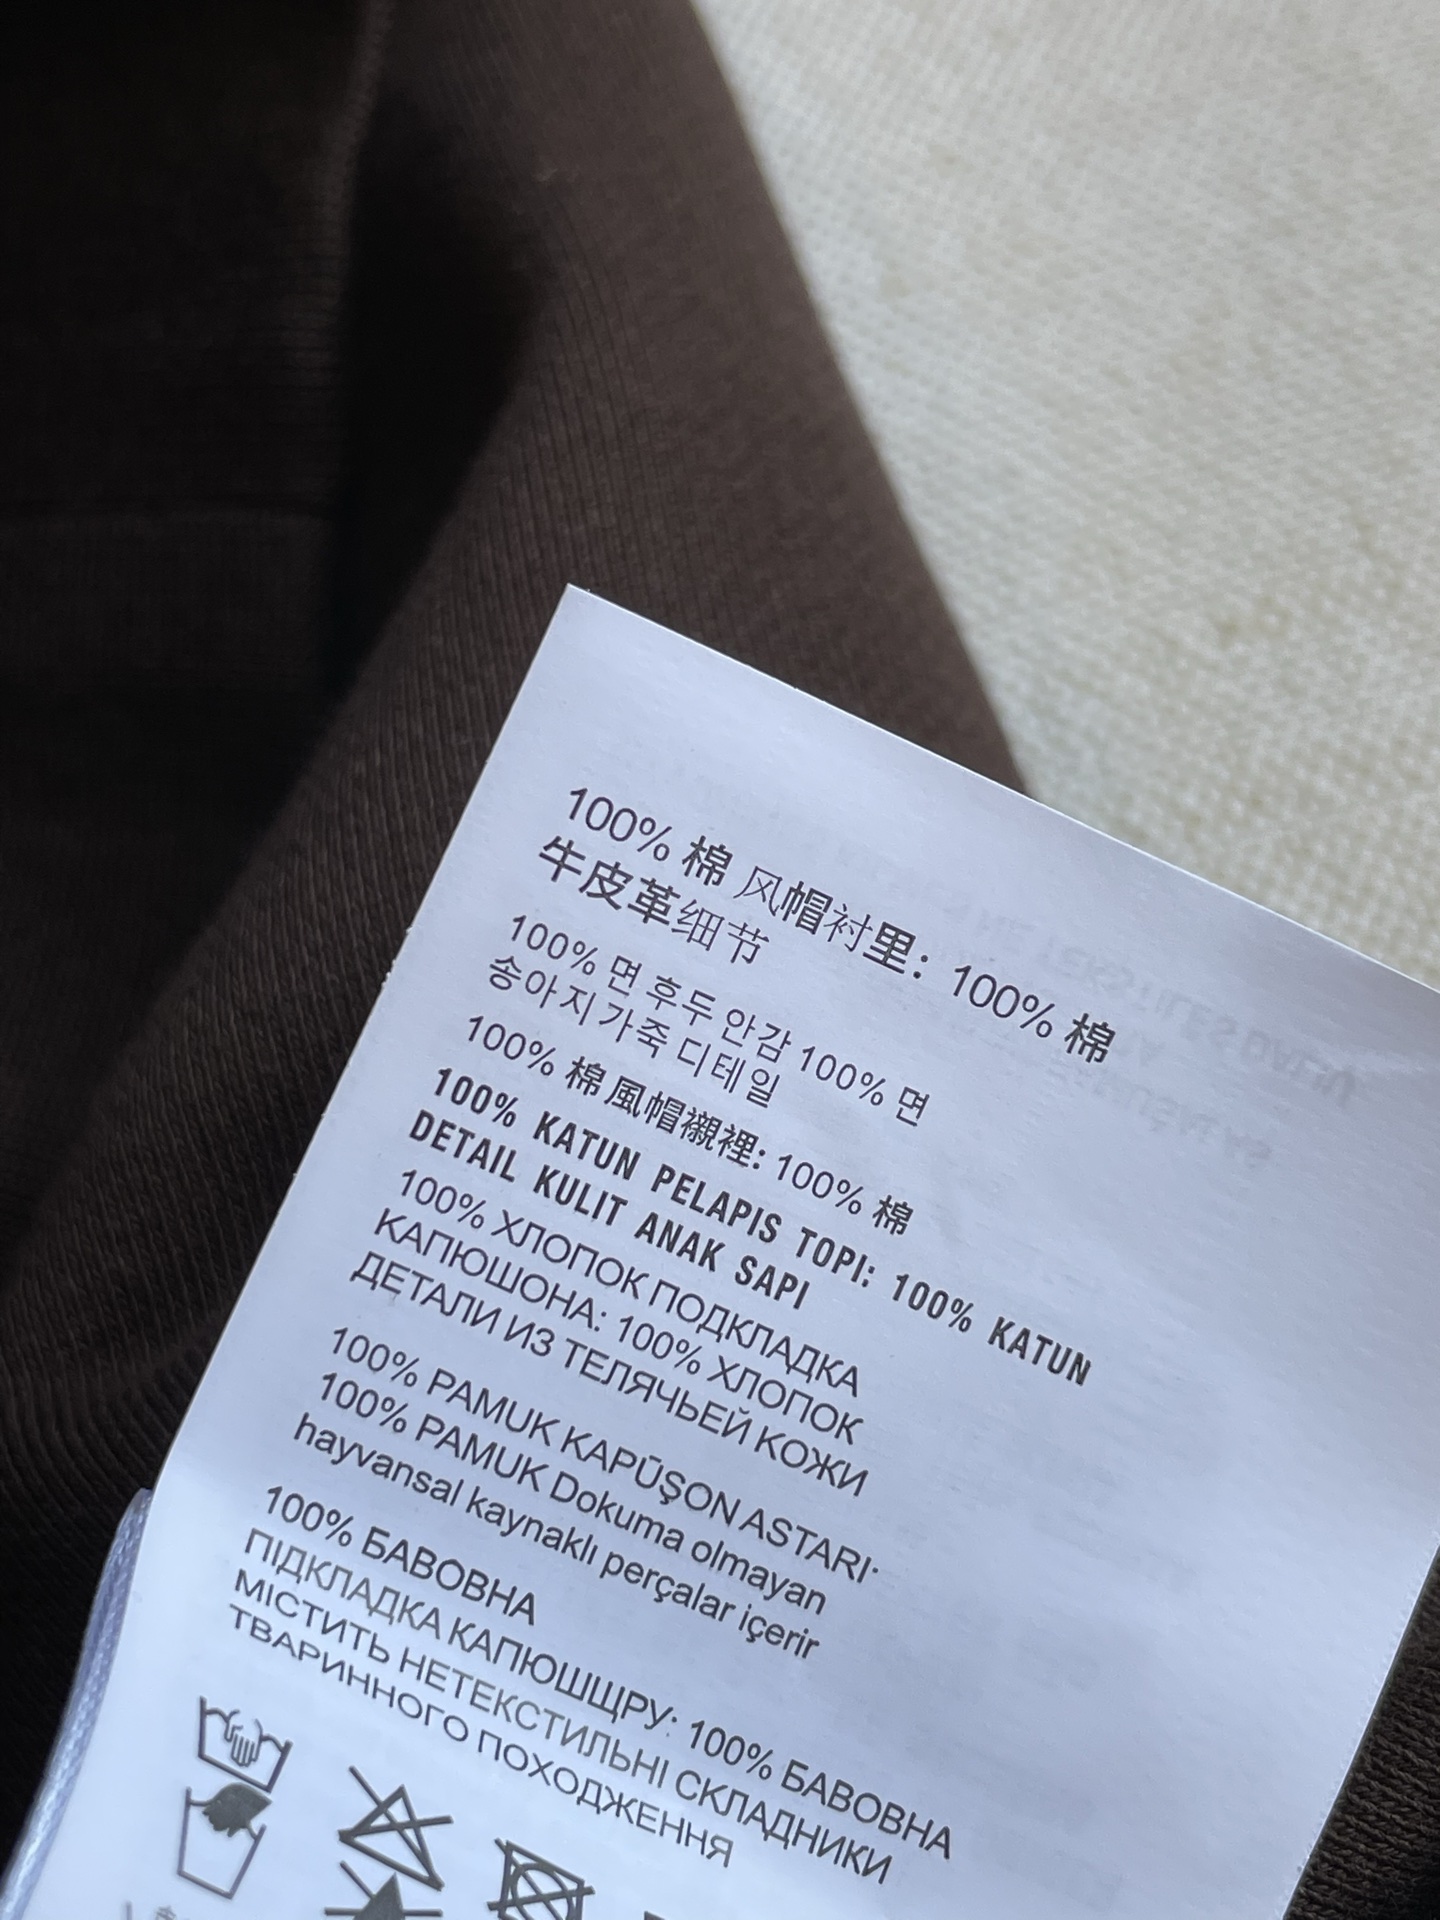 100% 棉 风帽衬里: 100% 棉
牛皮革细节
100% 면 후두 안감 100% 면
송아지 가죽 디테일
100% 棉 風帽襯裡: 100% 棉
100% KATUN PELAPIS TOPI: 100% KATUN
DETAIL KULIT ANAK SAPI
100% ХЛОПОК ПОДКЛАДКА
КАПЮШОНА: 100% ХЛОПОК
ДЕТАЛИ ИЗ ТЕЛЯЧЬЕЙ КОЖИ
100% PAMUK KAPŪŞON ASTARI·
100% PAMUK Dokuma olmayan
hayvansal kaynaklı perçalar içerir
100% БАВОВНА
ПІДКЛАДКА КАПЮШЩРУ: 100% БАВОВНА
МІСТИТЬ НЕТЕКСТИЛЬНІ СКЛАДНИКИ
ТВАРИННОГО ПОХОДЖЕННЯ